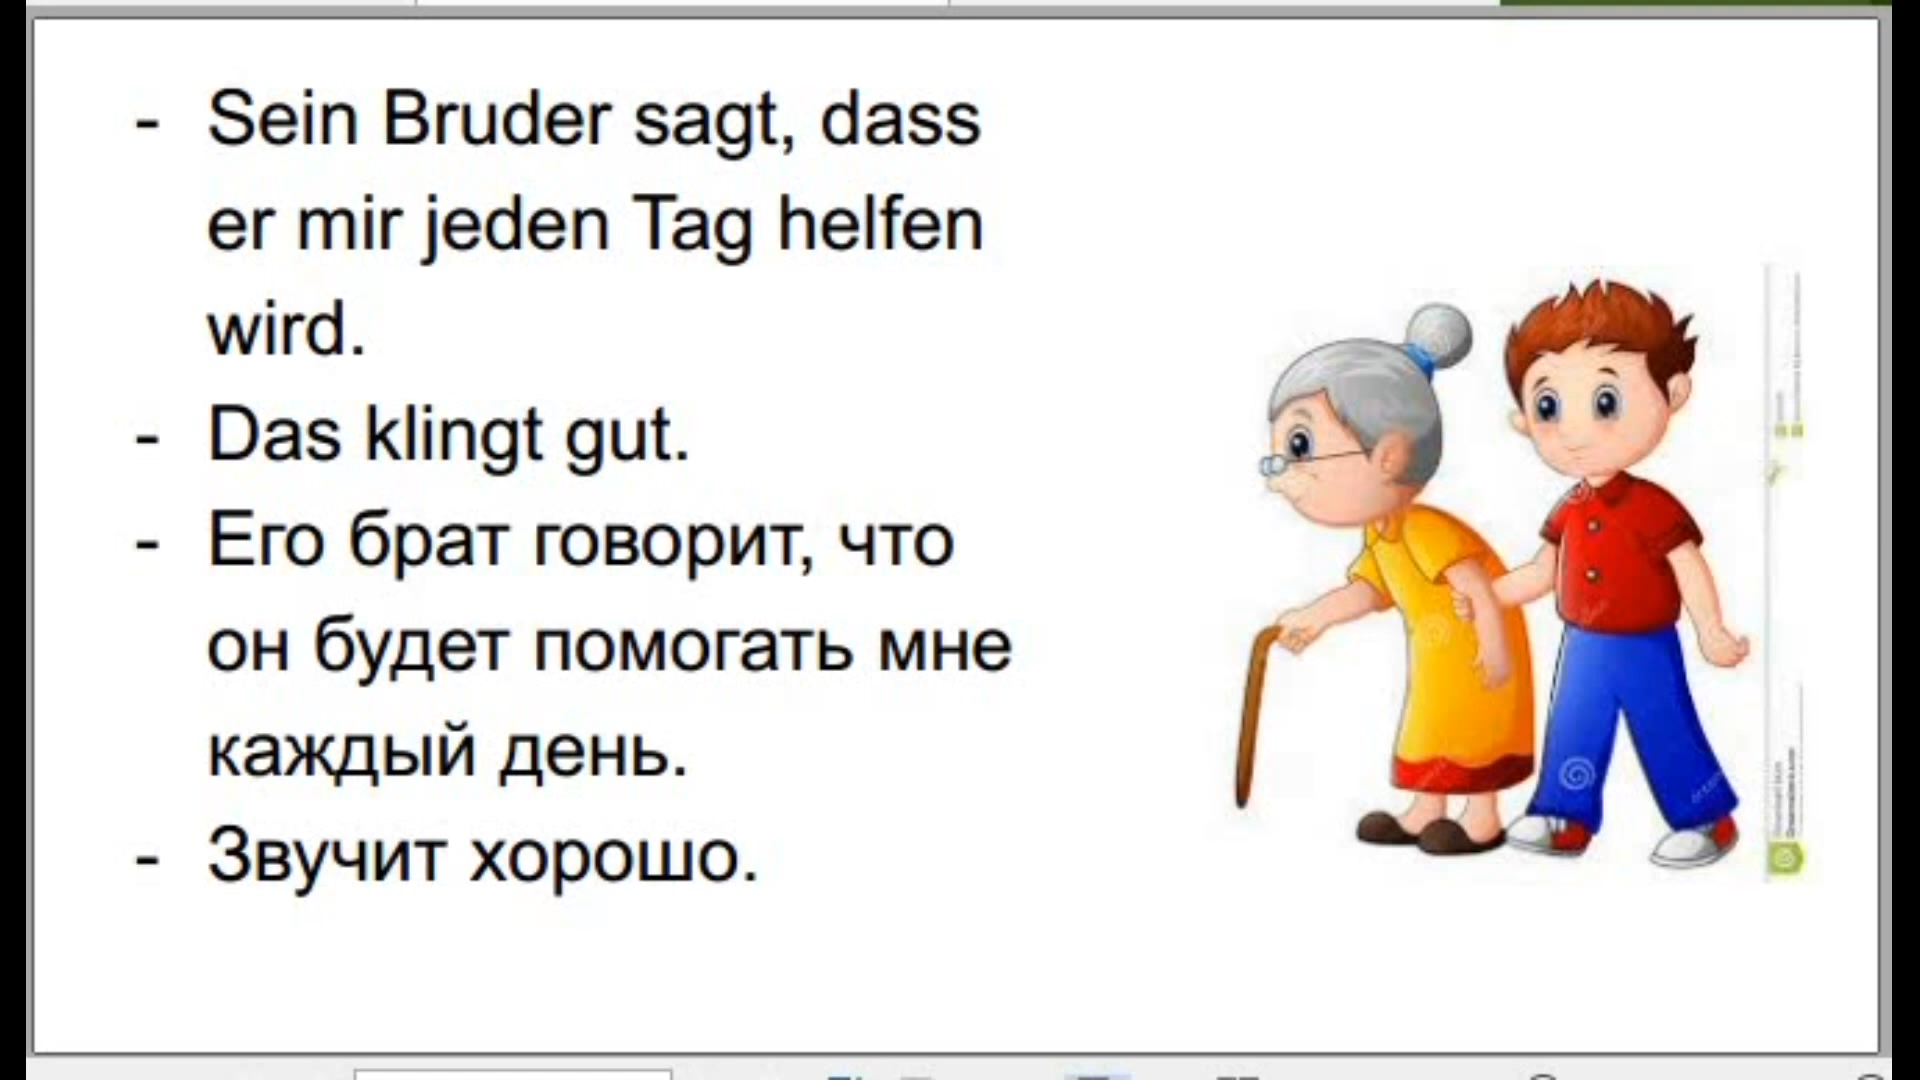 - Sein Bruder sagt, dass
er mir jeden Tag helfen
wird.
- Das klingt gut.
- Его брат говорит, что
он будет помогать мне
каждый день.
- Звучит хорошо.